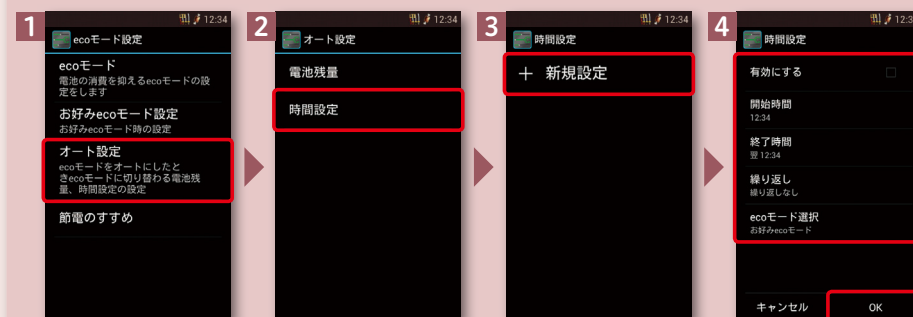 1
12:34
ecoモード設定
ecoモード
電池の消費を抑えるecoモードの設
定をします
お好みecoモード設定
お好みecoモード時の設定
オート設定
ecoモードをオートにしたと
きecoモードに切り替わる電池残
量、時間設定の設定
節電のすすめ
2
12:34
オート設定
電池残量
時間設定
3
12:34
時間設定
+ 新規設定
4
12:3
時間設定
有効にする
開始時間
12:34
終了時間
翌 12:34
繰り返し
繰り返しなし
ecoモード選択
お好みecoモード
キャンセル
OK